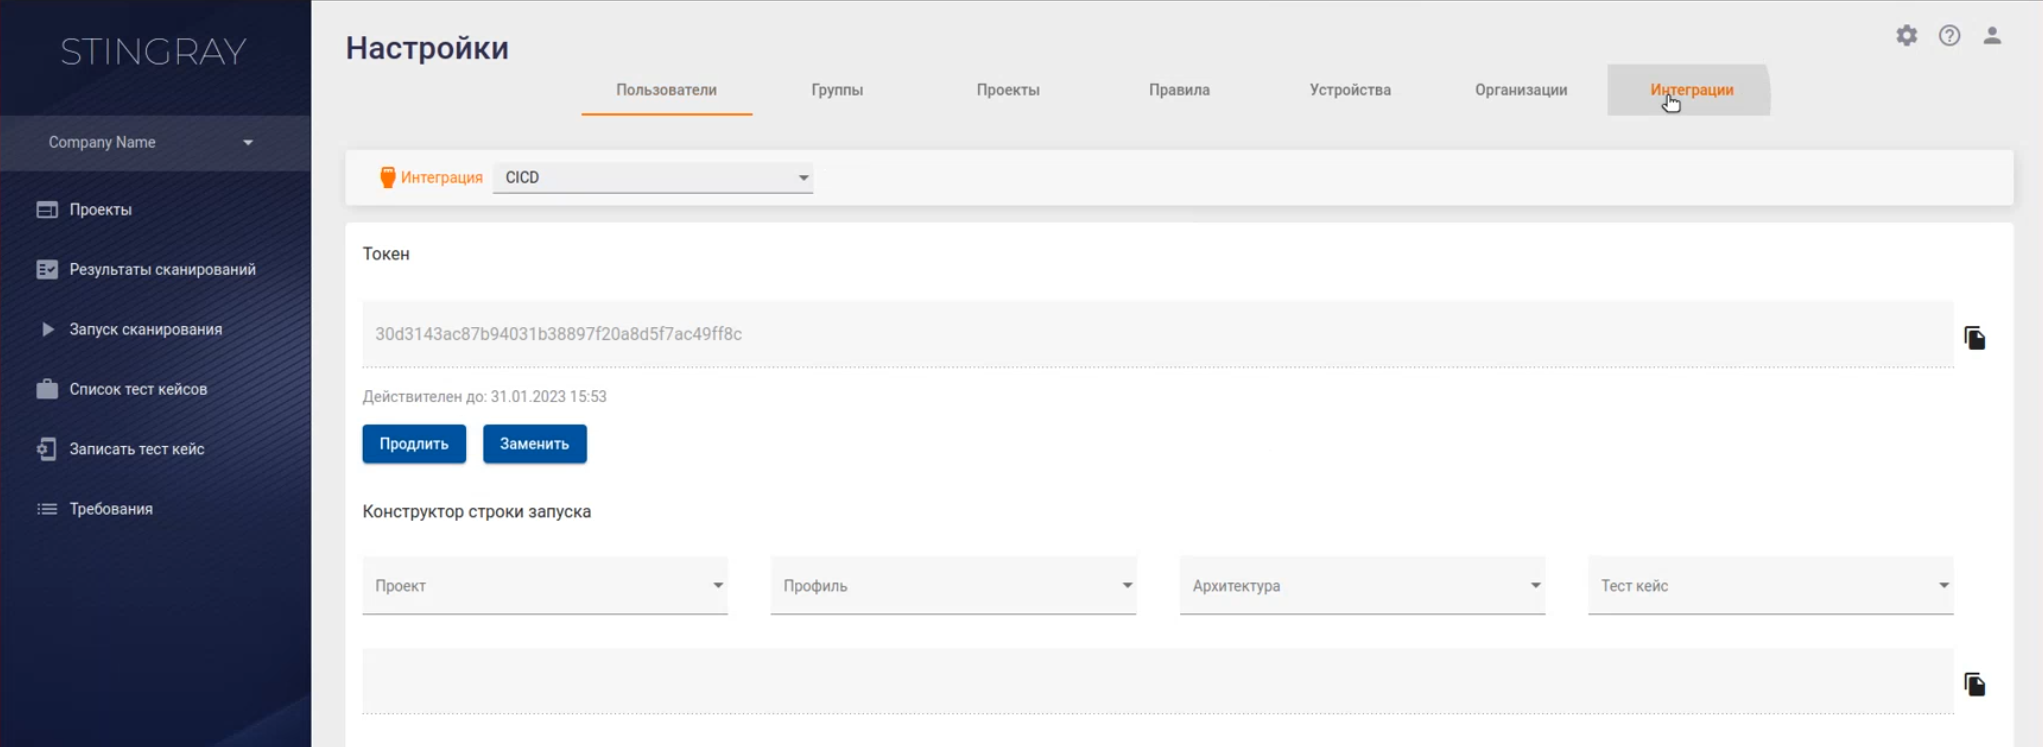 STINGRAY
Company Name
Проекты
Результаты сканирований
Запуск сканирования
Список тест кейсов
Записать тест кейс
Требования
Настройки
Пользователи
Группы
Проекты
Правила
Устройства
Организации
Интеграции
Интеграция
CICD
Токен
30d3143ac87b94031b38897f20a8d5f7ac49ff8c
Действителен до: 31.01.2023 15:53
Продлить
Заменить
Конструктор строки запуска
Проект
Профиль
Архитектура
Тест кейс